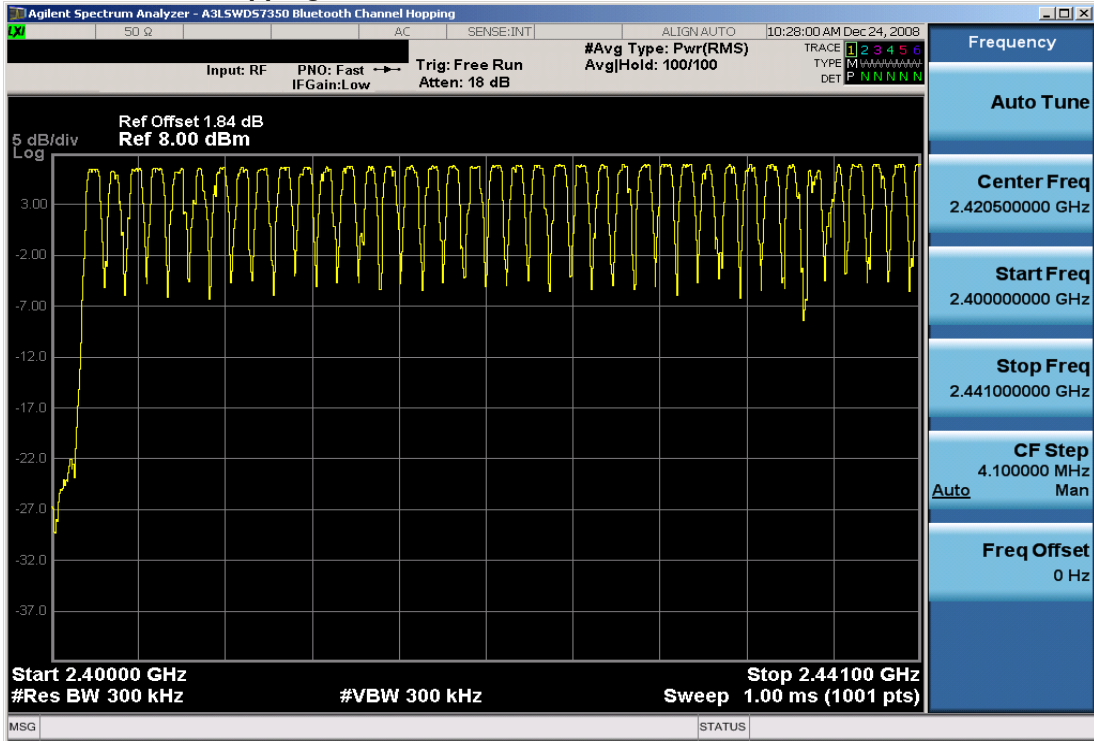 Agilent Spectrum Analyzer - A3LSWDS7350 Bluetooth Channel Hopping
LXI 50 Ω AC SENSE:INT ALIGN AUTO 10:28:00 AM Dec 24, 2008
Input: RF PNO: Fast Trig: Free Run #Avg Type: Pwr(RMS) TRACE 1 2 3 4 5 6
IFGain:Low Atten: 18 dB Avg|Hold: 100/100 TYPE M
DET P N N N N N
Ref Offset 1.84 dB
5 dB/div Ref 8.00 dBm
Log
3.00
-2.00
-7.00
-12.0
-17.0
-22.0
-27.0
-32.0
-37.0
Start 2.40000 GHz Stop 2.44100 GHz
#Res BW 300 kHz #VBW 300 kHz Sweep 1.00 ms (1001 pts)
MSG STATUS
Frequency
Auto Tune
Center Freq
2.420500000 GHz
Start Freq
2.400000000 GHz
Stop Freq
2.441000000 GHz
CF Step
4.100000 MHz
Auto Man
Freq Offset
0 Hz